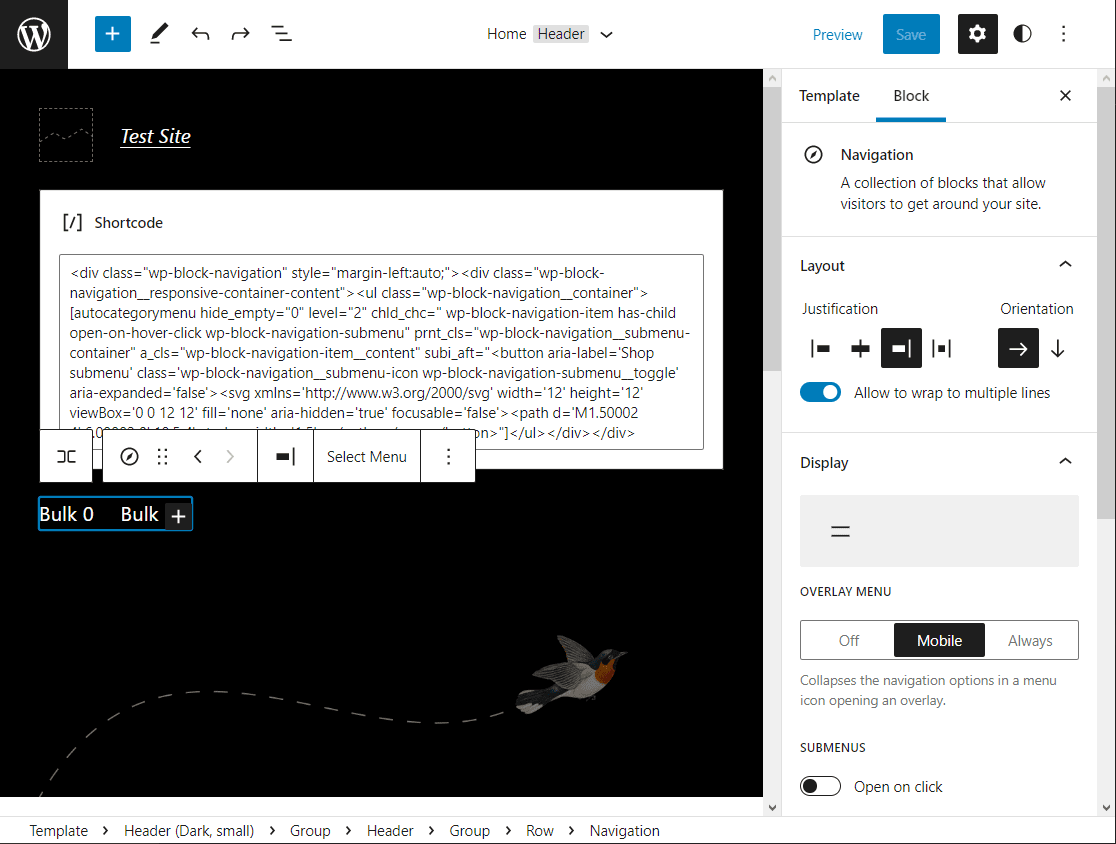 Home Header
Preview
Save
Test Site
[/] Shortcode
<div class="wp-block-navigation" style="margin-left:auto;"><div class="wp-block-
navigation__responsive-container-content"><ul class="wp-block-navigation__container">
[autocategorymenu hide_empty="0" level="2" chld_chc=" wp-block-navigation-item has-child
open-on-hover-click wp-block-navigation-submenu" prnt_cls="wp-block-navigation__submenu-
container" a_cls="wp-block-navigation-item__content" subi_aft="<button aria-label='Shop
submenu' class='wp-block-navigation__submenu-icon wp-block-navigation-submenu__toggle'
aria-expanded='false'><svg xmlns='http://www.w3.org/2000/svg' width='12' height='12'
viewBox='0 0 12 12' fill='none' aria-hidden='true' focusable='false'><path d='M1.50002
"]</ul></div></div>
Select Menu
Bulk 0 Bulk
Template
Block
Navigation
A collection of blocks that allow
visitors to get around your site.
Layout
Justification
Orientation
Allow to wrap to multiple lines
Display
OVERLAY MENU
Off
Mobile
Always
Collapses the navigation options in a menu
icon opening an overlay.
SUBMENUS
Open on click
Template > Header (Dark, small) > Group > Header > Group > Row > Navigation